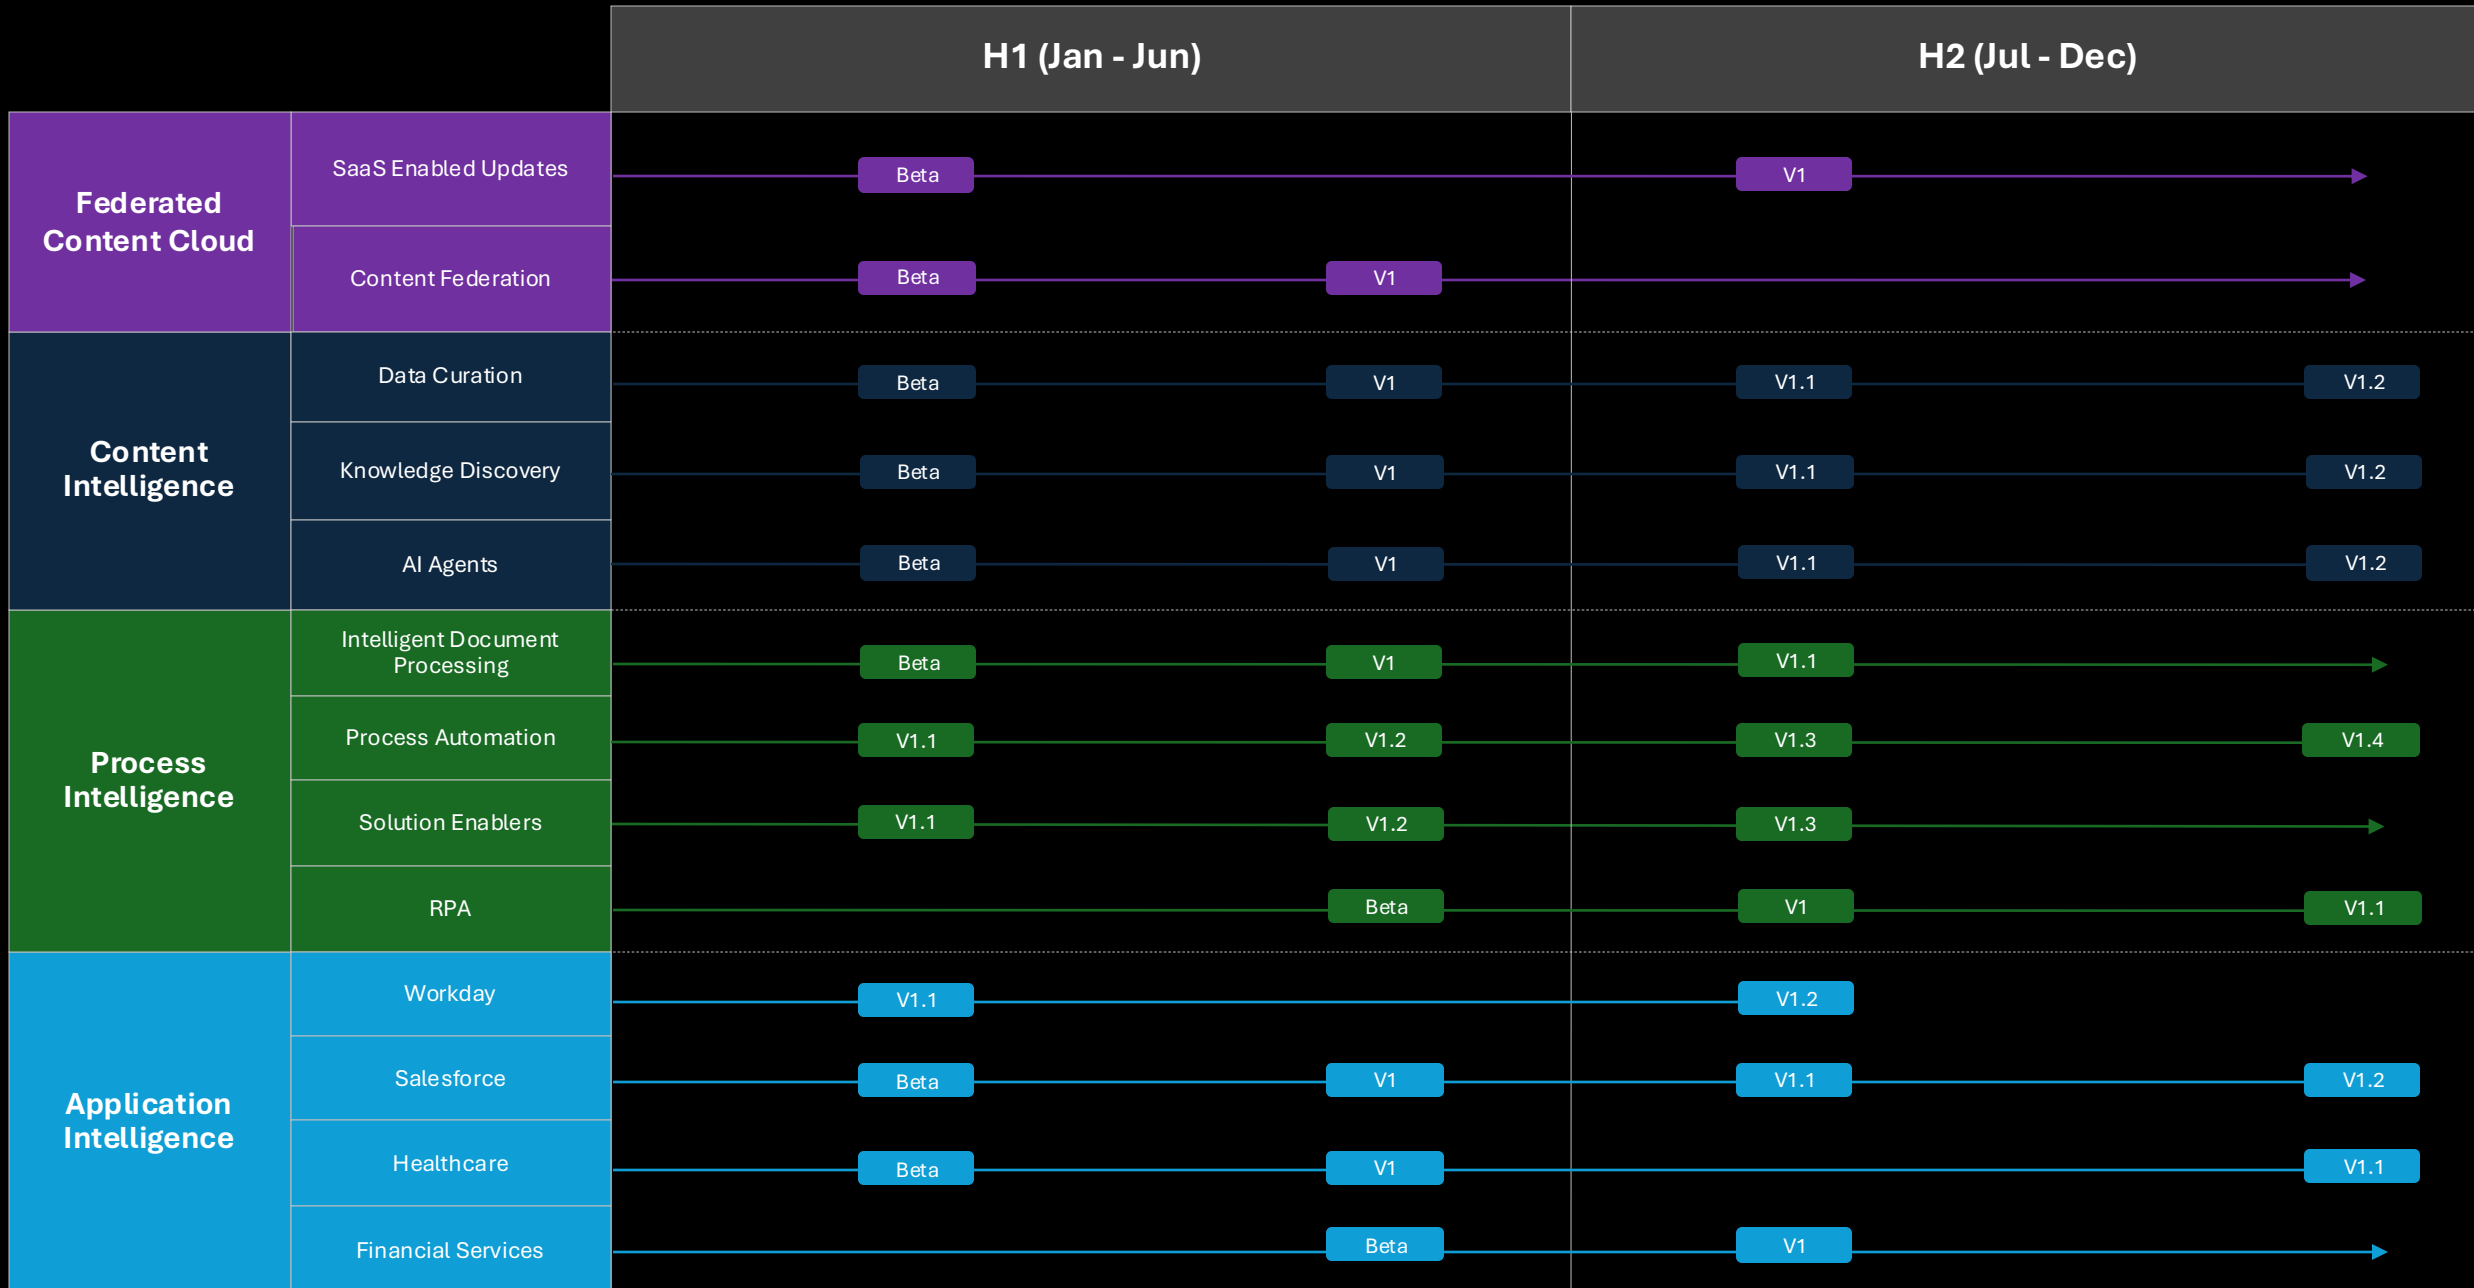 H1 (Jan - Jun)
H2 (Jul - Dec)
Federated
Content Cloud
SaaS Enabled Updates
Beta
V1
Content Federation
Beta
V1
Content
Intelligence
Data Curation
Beta
V1
V1.1
V1.2
Knowledge Discovery
Beta
V1
V1.1
V1.2
AI Agents
Beta
V1
V1.1
V1.2
Process
Intelligence
Intelligent Document
Processing
Beta
V1
V1.1
Process Automation
V1.1
V1.2
V1.3
V1.4
Solution Enablers
V1.1
V1.2
V1.3
RPA
Beta
V1
V1.1
Application
Intelligence
Workday
V1.1
V1.2
Salesforce
Beta
V1
V1.1
V1.2
Healthcare
Beta
V1
V1.1
Financial Services
Beta
V1